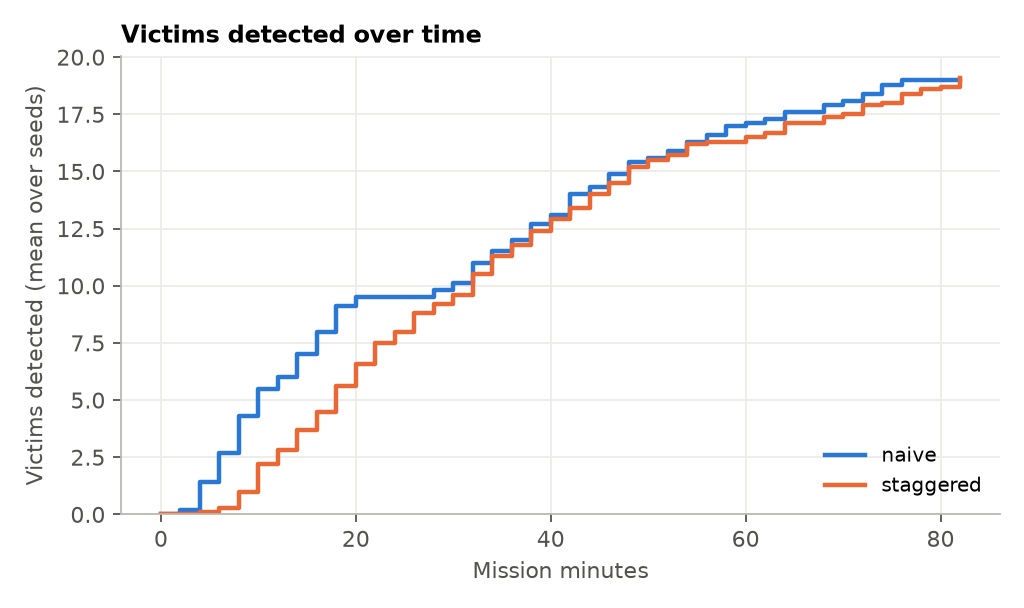 Victims detected over time
Victims detected (mean over seeds)
20.0
17.5
15.0
12.5
10.0
7.5
5.0
2.5
0.0
naive
staggered
0 20 40 60 80
Mission minutes